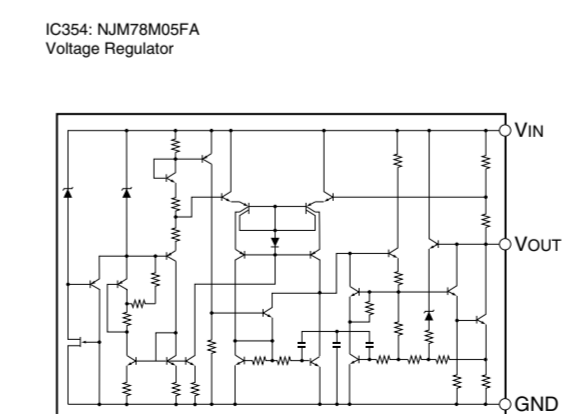 IC354: NJM78M05FA
Voltage Regulator
VIN
VOUT
GND